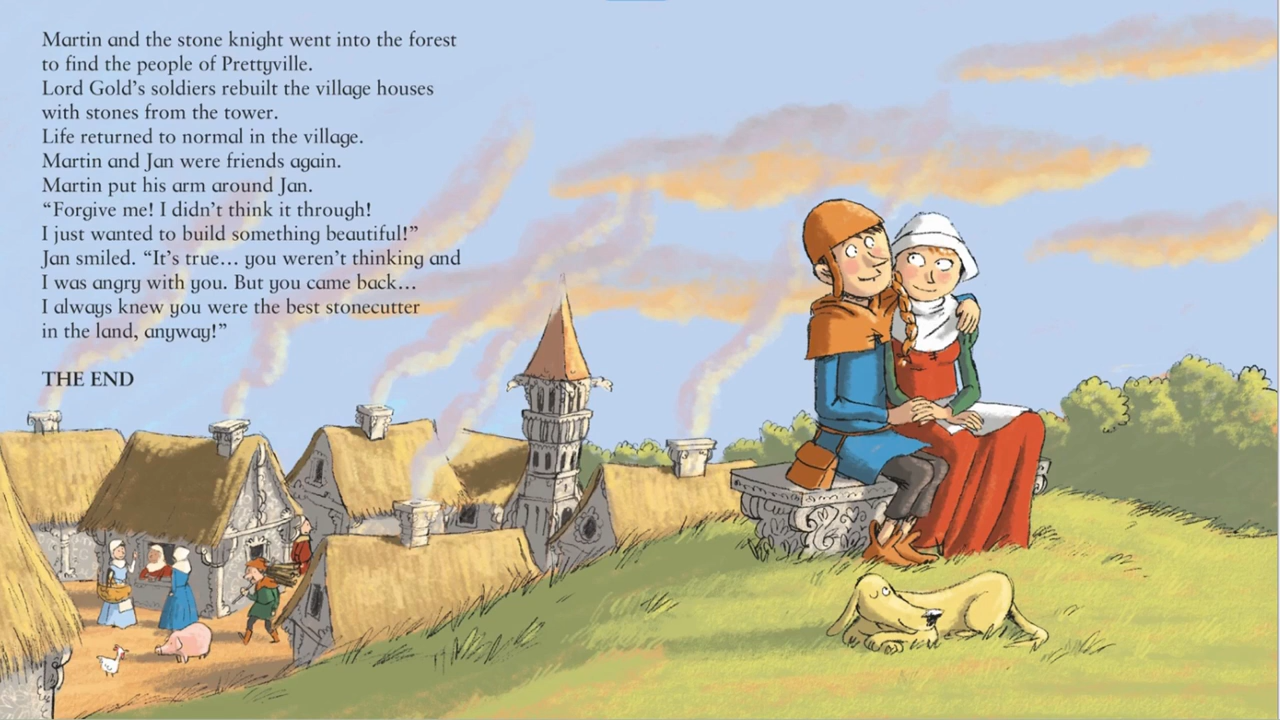 Martin and the stone knight went into the forest
to find the people of Prettyville.
Lord Gold’s soldiers rebuilt the village houses
with stones from the tower.
Life returned to normal in the village.
Martin and Jan were friends again.
Martin put his arm around Jan.
“Forgive me! I didn’t think it through!
I just wanted to build something beautiful!”
Jan smiled. “It’s true… you weren’t thinking and
I was angry with you. But you came back…
I always knew you were the best stonecutter
in the land, anyway!”
THE END